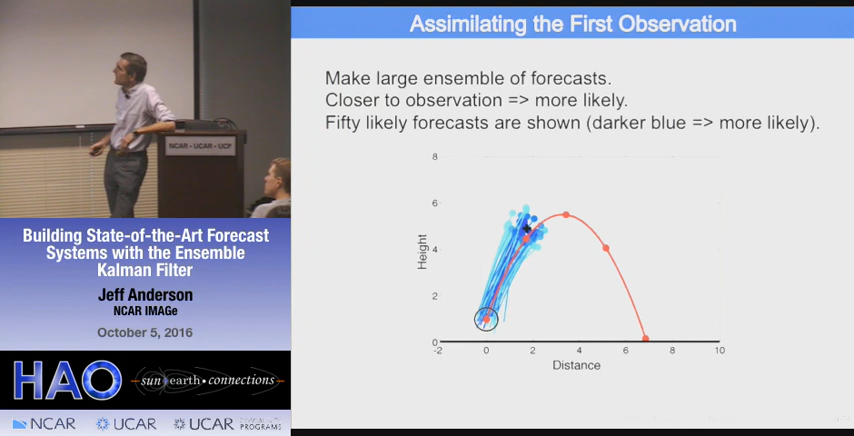 Assimilating the First Observation
Make large ensemble of forecasts.
Closer to observation => more likely.
Fifty likely forecasts are shown (darker blue => more likely).
8
6
4
2
0
Height
-2 0 2 4 6 8 10
Distance
NCAR • UCAR • UCP
Building State-of-the-Art Forecast
Systems with the Ensemble
Kalman Filter
Jeff Anderson
NCAR IMAGe
October 5, 2016
HAO
sun earth • connections
NCAR UCAR UCAR COMMUNITY
PROGRAMS